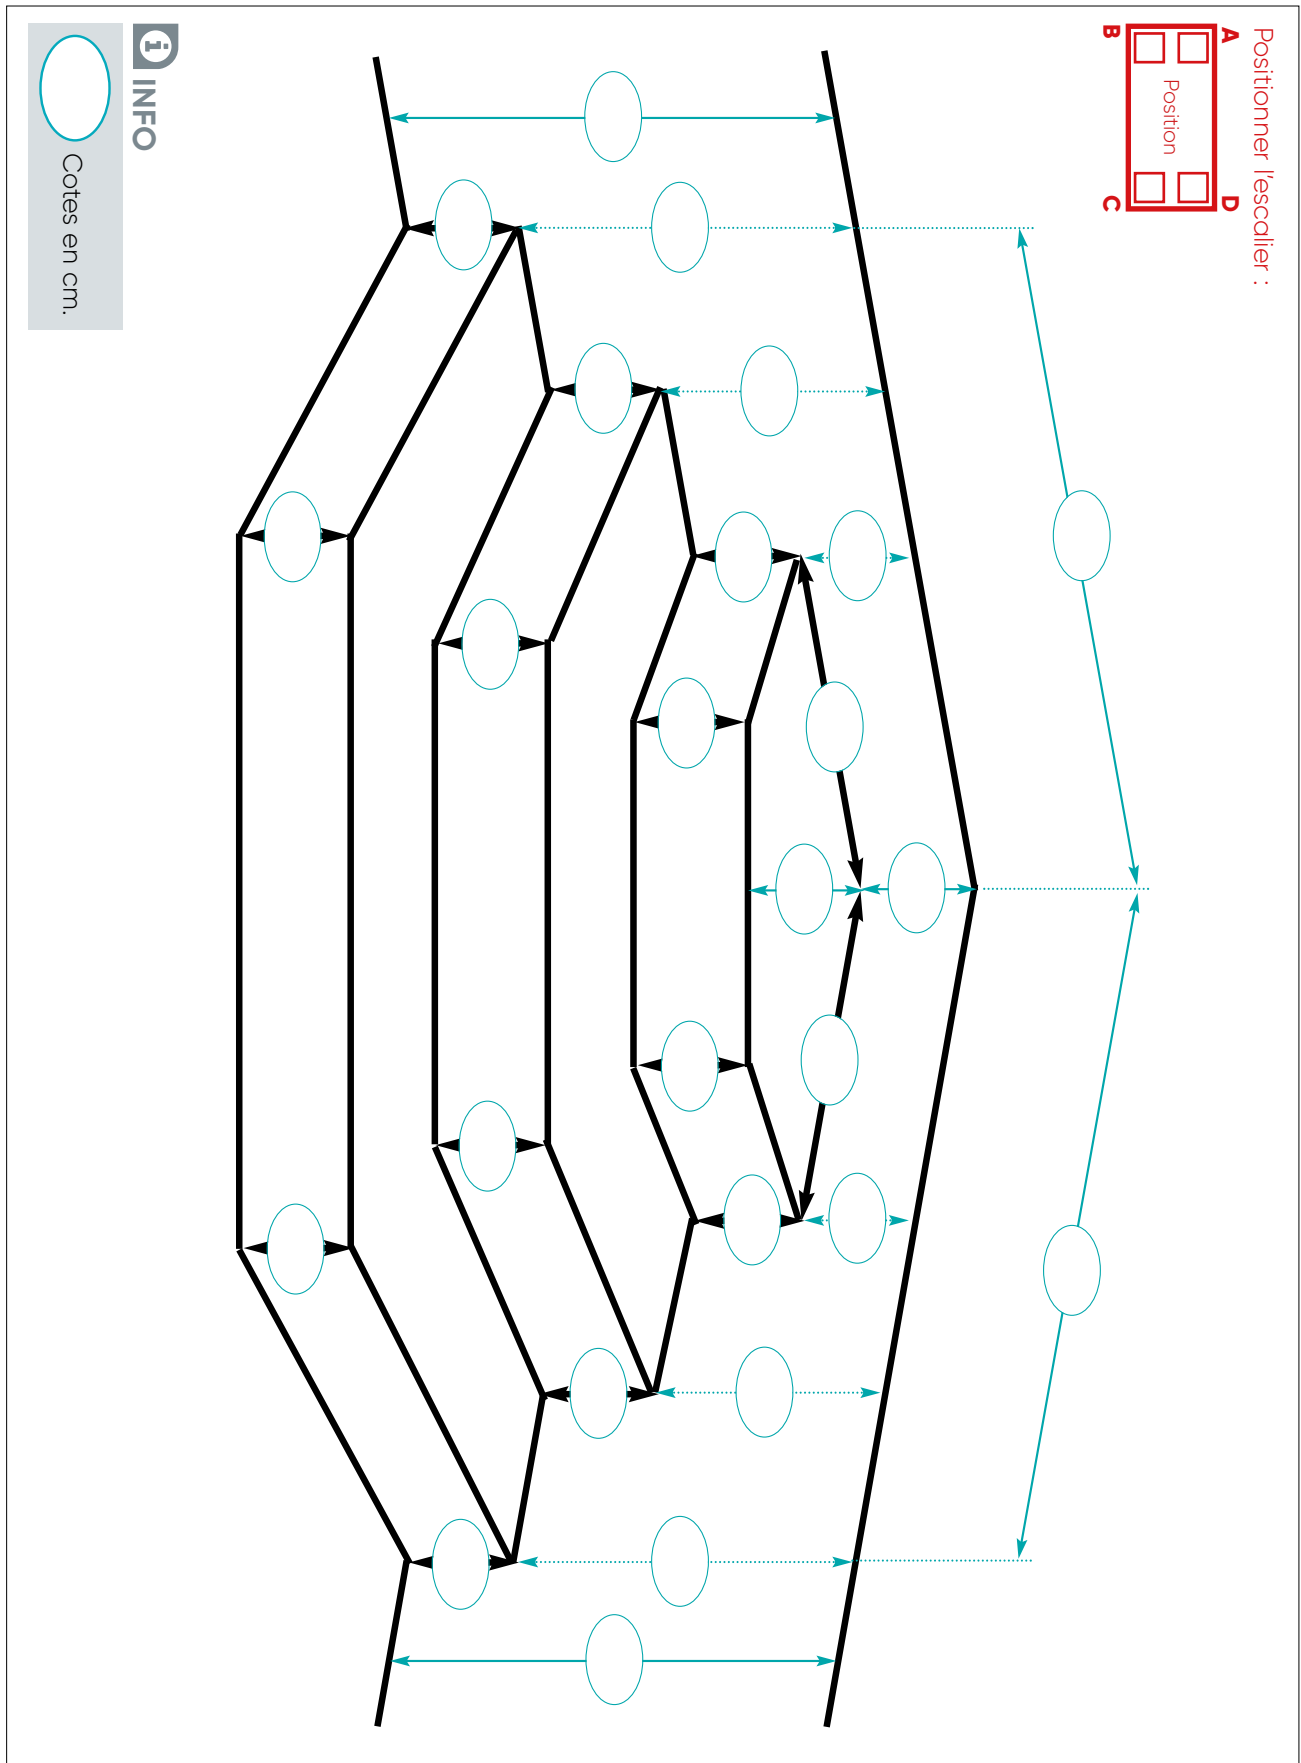 Positionner l'escalier :
A
D
Position
B
C
INFO
Cotes en cm.